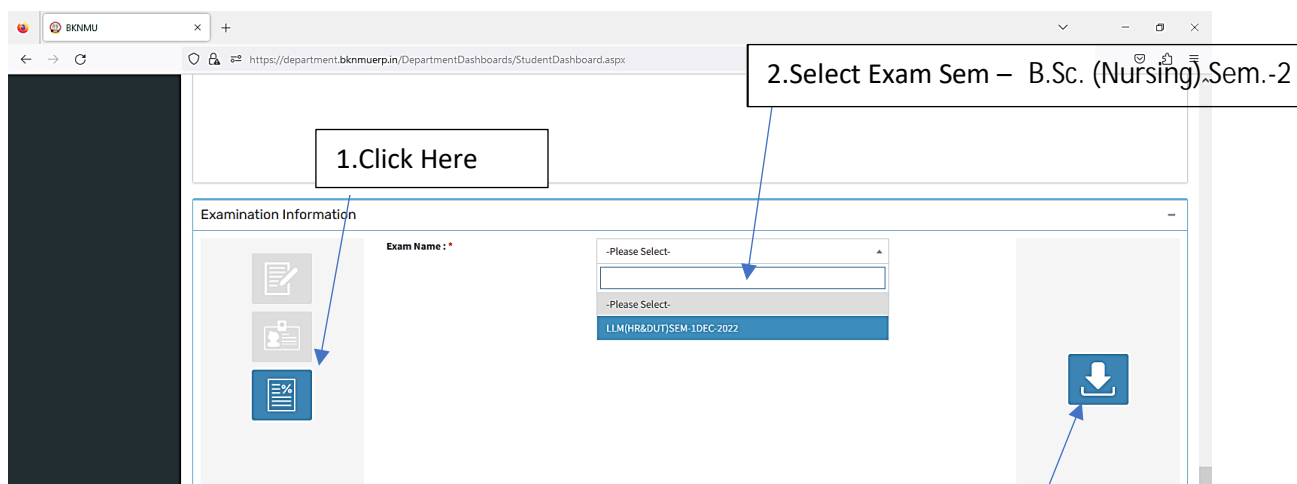 BKNMU
https://department.bknmuerp.in/DepartmentDashboards/StudentDashboard.aspx
2.Select Exam Sem – B.Sc. (Nursing) Sem.-2
1.Click Here
Examination Information
Exam Name : *
-Please Select-
-Please Select-
LLM(HR&DUT)SEM-1DEC-2022